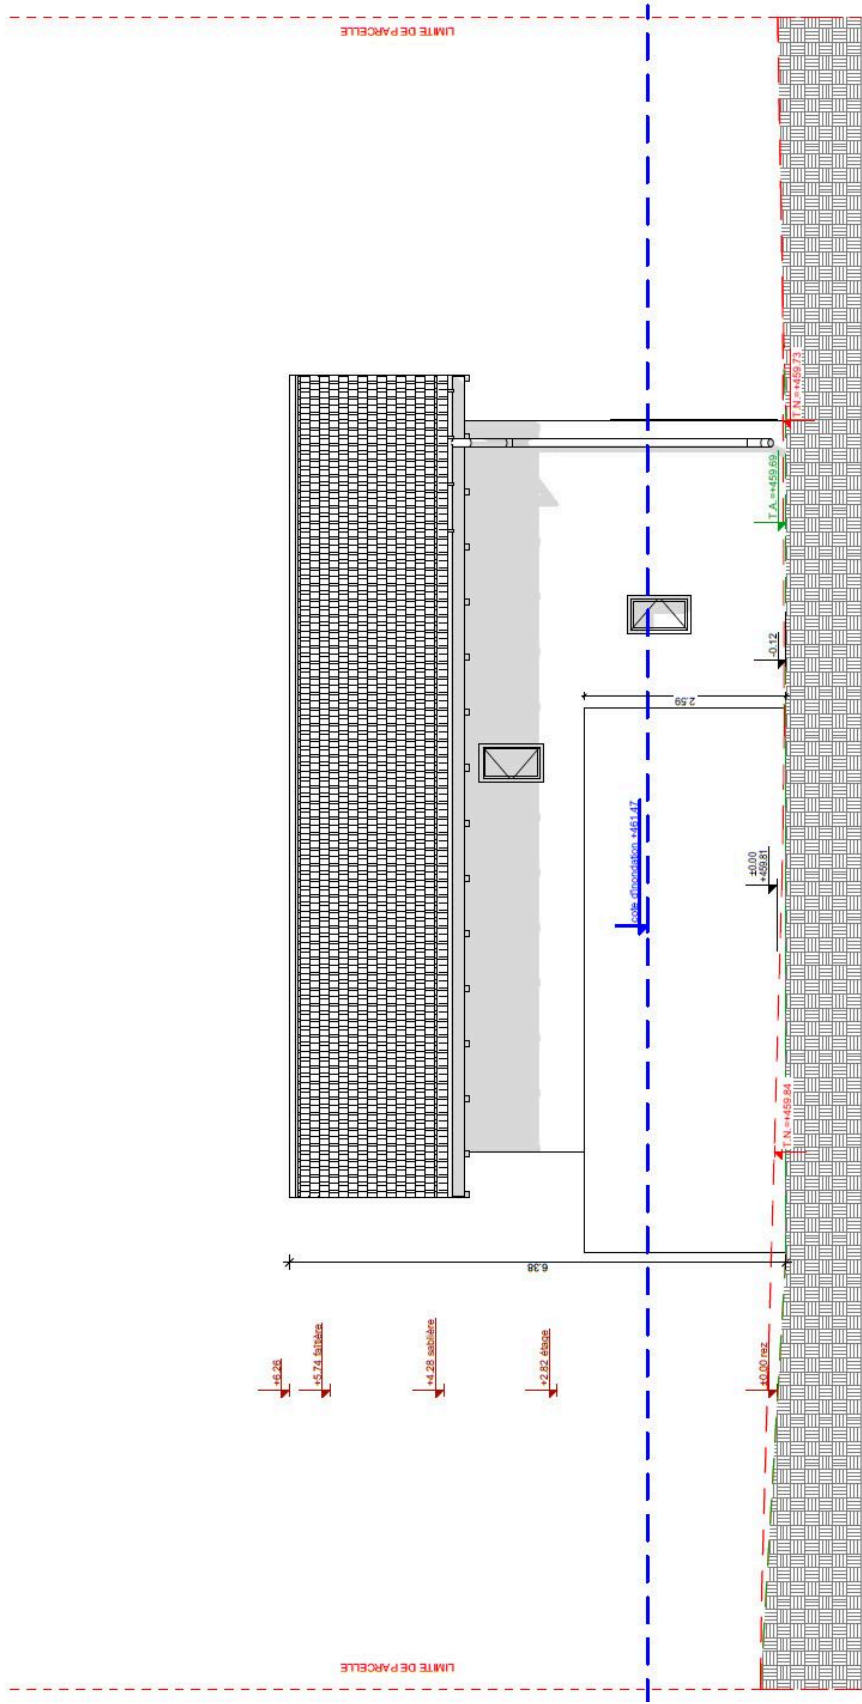 LIMITE DE PARCELLE
LIMITE DE PARCELLE
+6.26
+5.74 faîtière
+4.28 sablière
+2.82 étage
±0.00 rez
6.38
2.59
cote d'inondation +461.47
±0.00
+459.81
-0.12
T.N.=+459.84
T.A.=+459.69
T.N.=+459.73